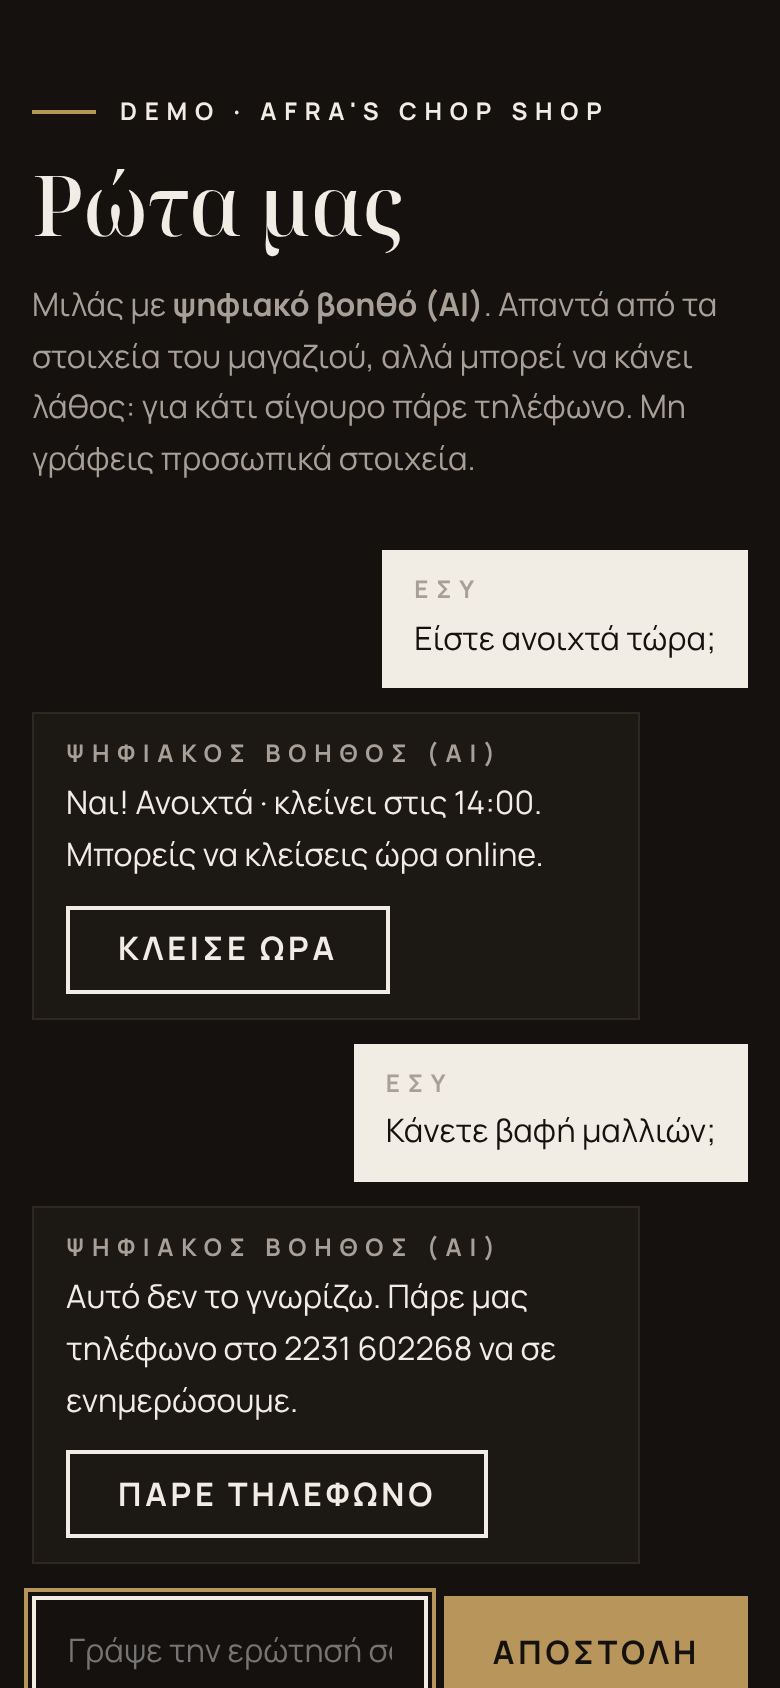 DEMO · AFRA'S CHOP SHOP
Ρώτα μας
Μιλάς με ψηφιακό βοηθό (AI). Απαντά από τα
στοιχεία του μαγαζιού, αλλά μπορεί να κάνει
λάθος: για κάτι σίγουρο πάρε τηλέφωνο. Μη
γράφεις προσωπικά στοιχεία.
ΕΣΥ
Είστε ανοιχτά τώρα;
ΨΗΦΙΑΚΟΣ ΒΟΗΘΟΣ (AI)
Ναι! Ανοιχτά · κλείνει στις 14:00.
Μπορείς να κλείσεις ώρα online.
ΚΛΕΙΣΕ ΩΡΑ
ΕΣΥ
Κάνετε βαφή μαλλιών;
ΨΗΦΙΑΚΟΣ ΒΟΗΘΟΣ (AI)
Αυτό δεν το γνωρίζω. Πάρε μας
τηλέφωνο στο 2231 602268 να σε
ενημερώσουμε.
ΠΑΡΕ ΤΗΛΕΦΩΝΟ
Γράψε την ερώτησή
ΑΠΟΣΤΟΛΗ